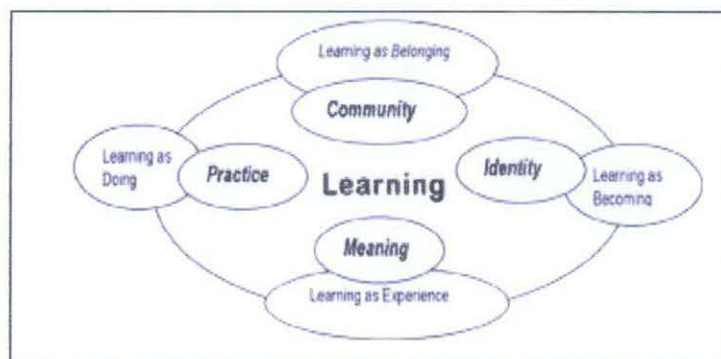 Learning as Belonging
Community
Learning as
Doing
Practice
Learning
Identity
Learning as
Becoming
Meaning
Learning as Experience